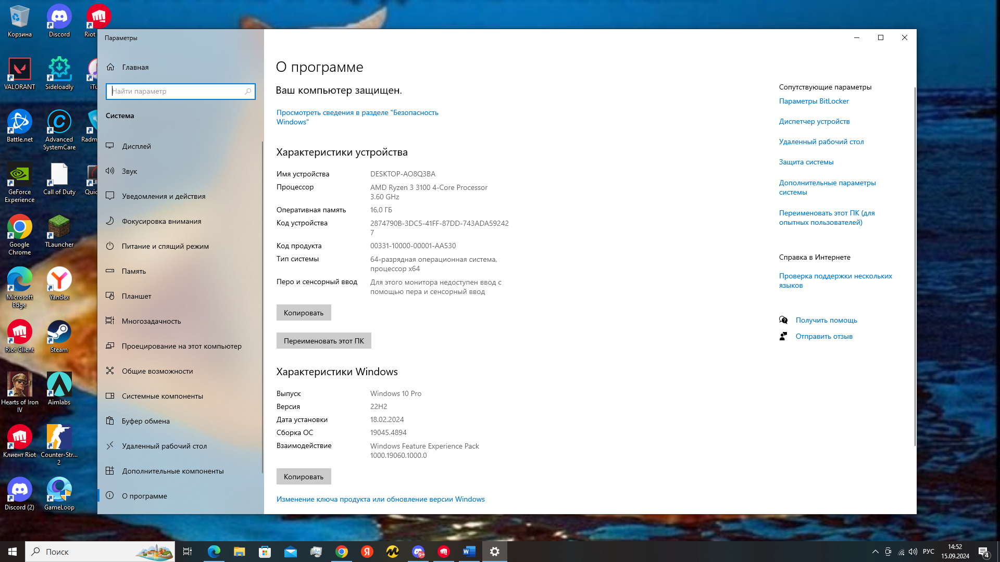 Корзина
Discord
Riot
VALORANT
Sideloadly
iTu
Battle.net
Advanced
SystemCare
Radm
GeForce
Experience
Call of Duty
Quic
Google
Chrome
TLauncher
Microsoft
Edge
Yandex
Riot Client
Steam
Hearts of Iron
IV
Aimlabs
Клиент Riot
Counter-Str...
2
Discord (2)
GameLoop
Параметры
Главная
Найти параметр
Система
Дисплей
Звук
Уведомления и действия
Фокусировка внимания
Питание и спящий режим
Память
Планшет
Многозадачность
Проецирование на этот компьютер
Общие возможности
Системные компоненты
Буфер обмена
Удаленный рабочий стол
Дополнительные компоненты
О программе
О программе
Ваш компьютер защищен.
Просмотреть сведения в разделе "Безопасность
Windows"
Характеристики устройства
Имя устройства DESKTOP-AO8Q3BA
Процессор AMD Ryzen 3 3100 4-Core Processor
3.60 GHz
Оперативная память 16,0 ГБ
Код устройства 2874790B-3DC5-41FF-87DD-743ADA59242
7
Код продукта 00331-10000-00001-AA530
Тип системы 64-разрядная операционная система,
процессор x64
Перо и сенсорный ввод Для этого монитора недоступен ввод с
помощью пера и сенсорный ввод
Копировать
Переименовать этот ПК
Характеристики Windows
Выпуск Windows 10 Pro
Версия 22H2
Дата установки 18.02.2024
Сборка ОС 19045.4894
Взаимодействие Windows Feature Experience Pack
1000.19060.1000.0
Копировать
Изменение ключа продукта или обновление версии Windows
Сопутствующие параметры
Параметры BitLocker
Диспетчер устройств
Удаленный рабочий стол
Защита системы
Дополнительные параметры
системы
Переименовать этот ПК (для
опытных пользователей)
Справка в Интернете
Проверка поддержки нескольких
языков
Получить помощь
Отправить отзыв
Поиск
Я
9+
W
РУС
14:52
15.09.2024
4